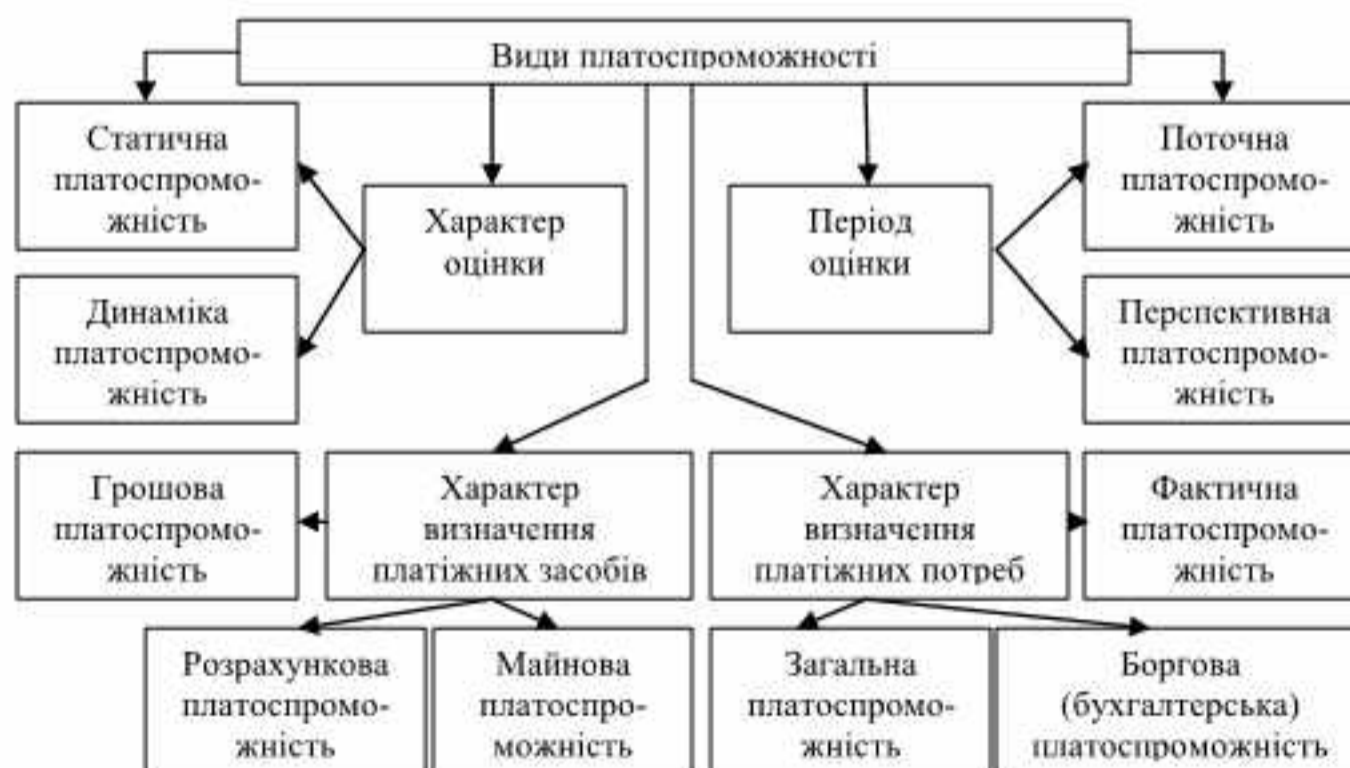 Види платоспроможності
Статична
платоспромо-
жність
Характер
оцінки
Період
оцінки
Поточна
платоспромо-
жність
Динаміка
платоспромо-
жність
Перспективна
платоспромо-
жність
Грошова
платоспромо-
жність
Характер
визначення
платіжних засобів
Характер
визначення
платіжних потреб
Фактична
платоспромо-
жність
Розрахункова
платоспромо-
жність
Майнова
платоспро-
можність
Загальна
платоспромо-
жність
Боргова
(бухгалтерська)
платоспроможність